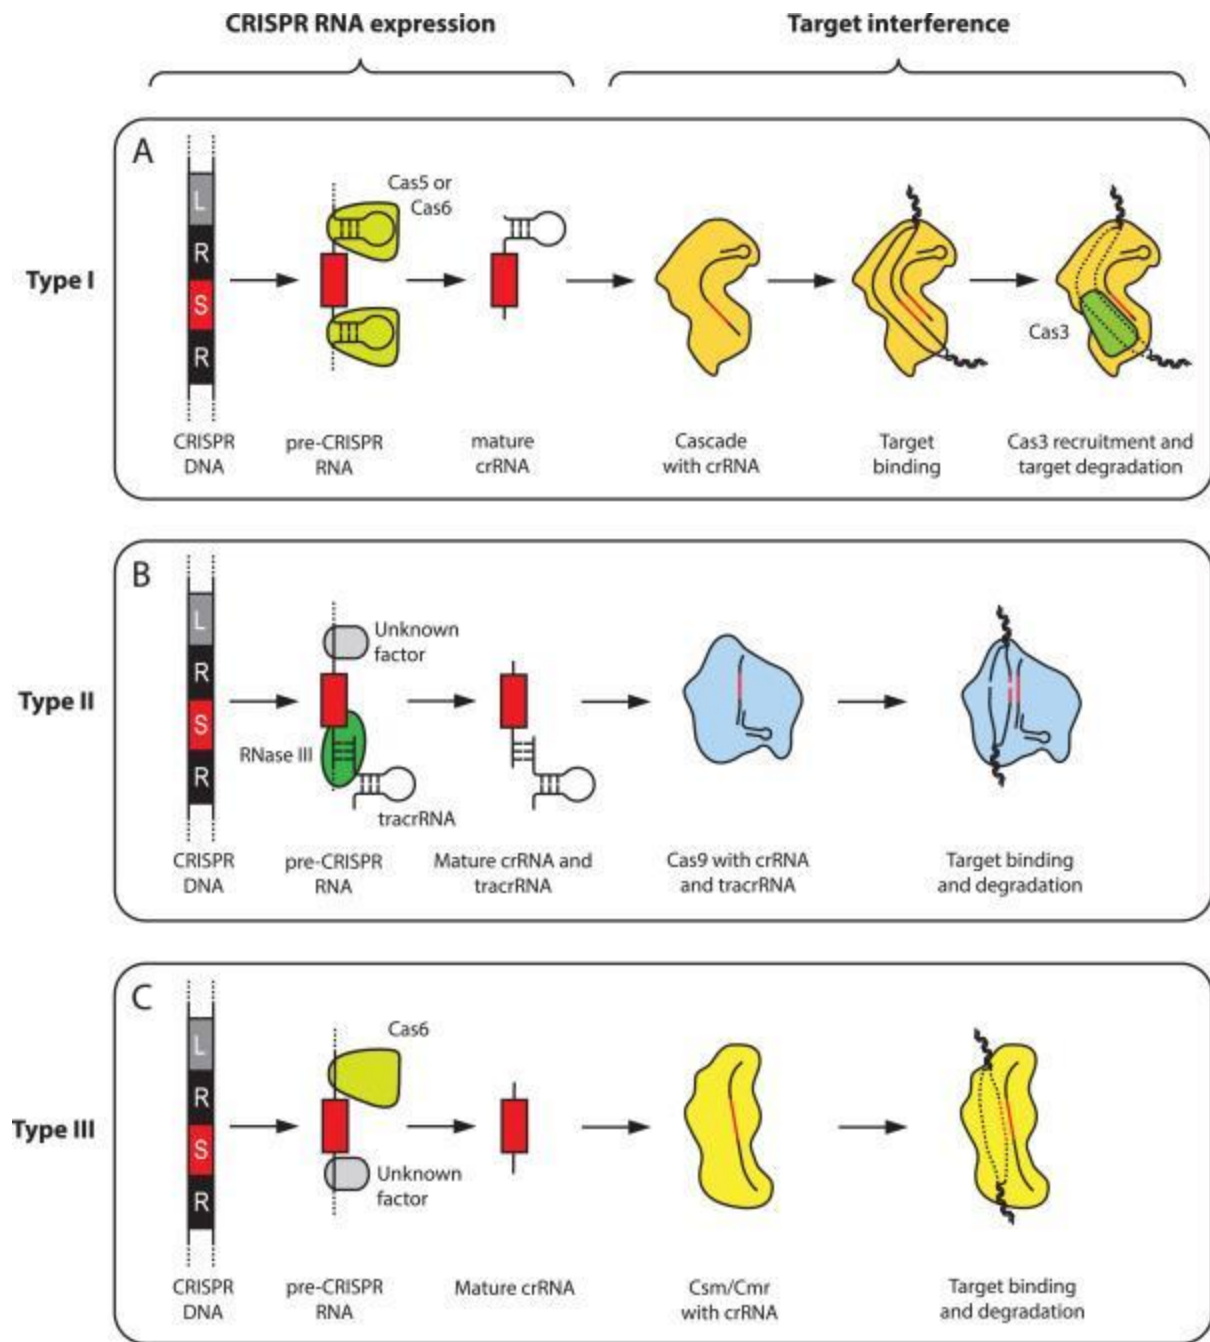 CRISPR RNA expression
Target interference
A
Type I
L
R
S
R
Cas5 or
Cas6
Cas3
CRISPR
DNA
pre-CRISPR
RNA
mature
crRNA
Cascade
with crRNA
Target
binding
Cas3 recruitment and
target degradation
B
Type II
L
R
S
R
Unknown
factor
RNase III
tracrRNA
CRISPR
DNA
pre-CRISPR
RNA
Mature crRNA and
tracrRNA
Cas9 with crRNA
and tracrRNA
Target binding
and degradation
C
Type III
L
R
S
R
Cas6
Unknown
factor
CRISPR
DNA
pre-CRISPR
RNA
Mature crRNA
Csm/Cmr
with crRNA
Target binding
and degradation